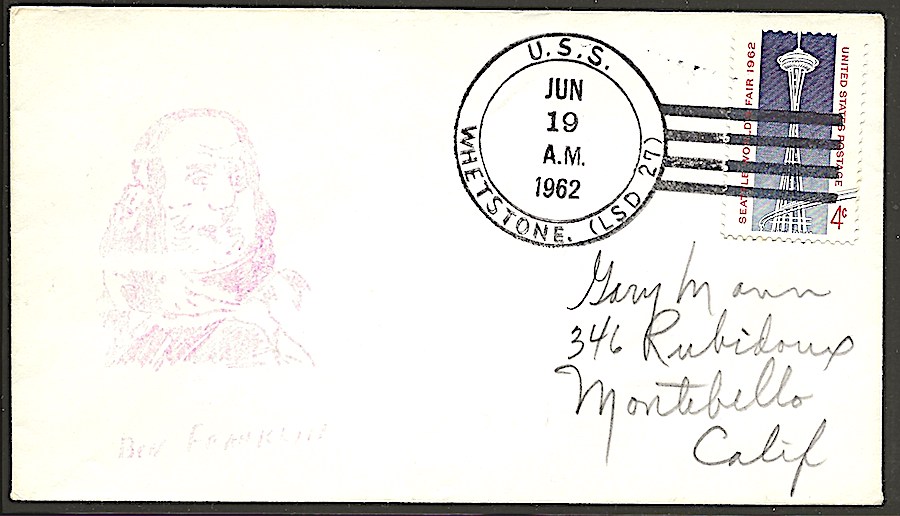 U.S.S.
JUN
19
A.M.
1962
WHETSTONE. (LSD 27)
SEATTLE WORLD'S FAIR 1962
UNITED STATES POSTAGE
4¢
Gary Mann
346 Rubidoux
Montebello
Calif
Ben FRANKLIN